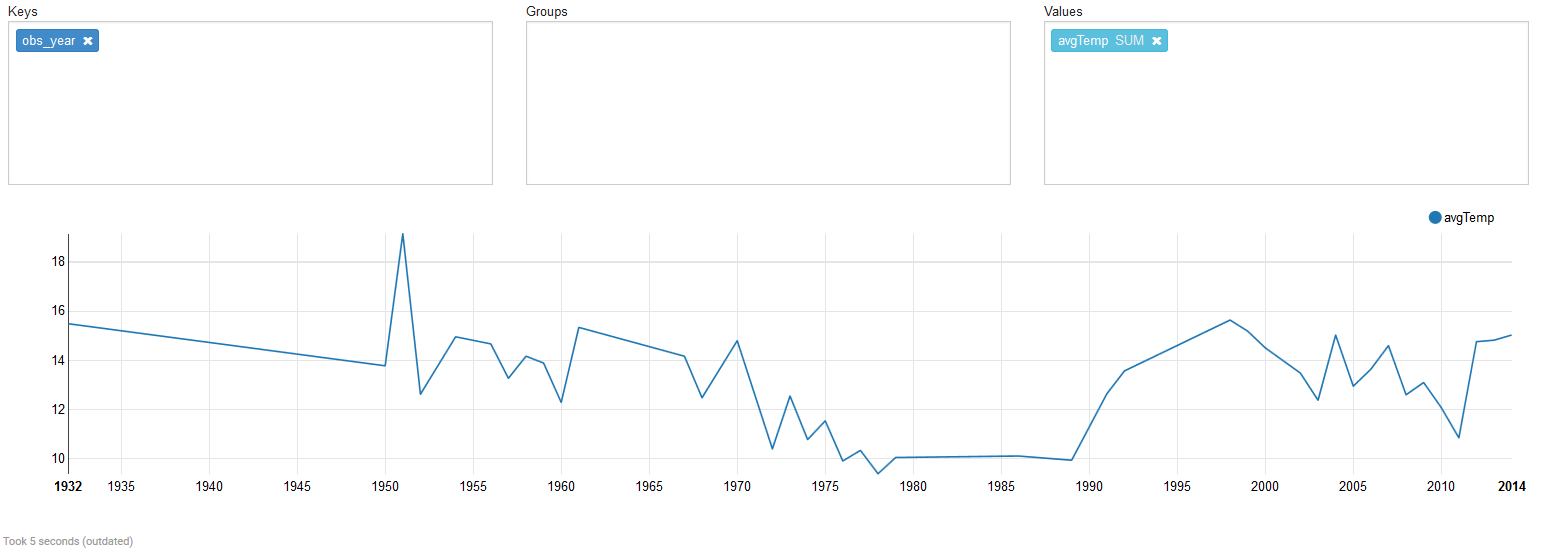 Keys Groups Values
obs_year ✖ avgTemp SUM ✖
avgTemp
18
16
14
12
10
1932 1935 1940 1945 1950 1955 1960 1965 1970 1975 1980 1985 1990 1995 2000 2005 2010 2014
Took 5 seconds (outdated)